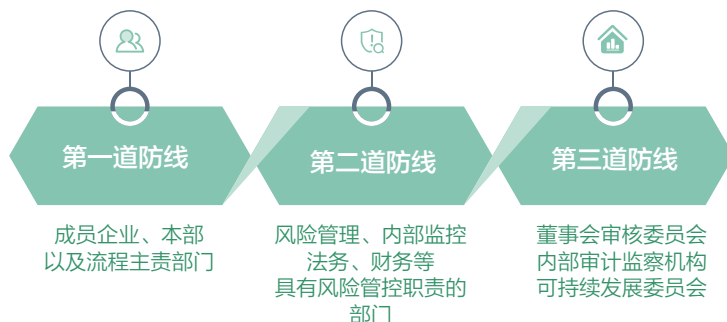 第一道防线
第二道防线
第三道防线
成员企业、本部
以及流程主责部门
风险管理、内部监控
法务、财务等
具有风险管控职责的
部门
董事会审核委员会
内部审计监察机构
可持续发展委员会